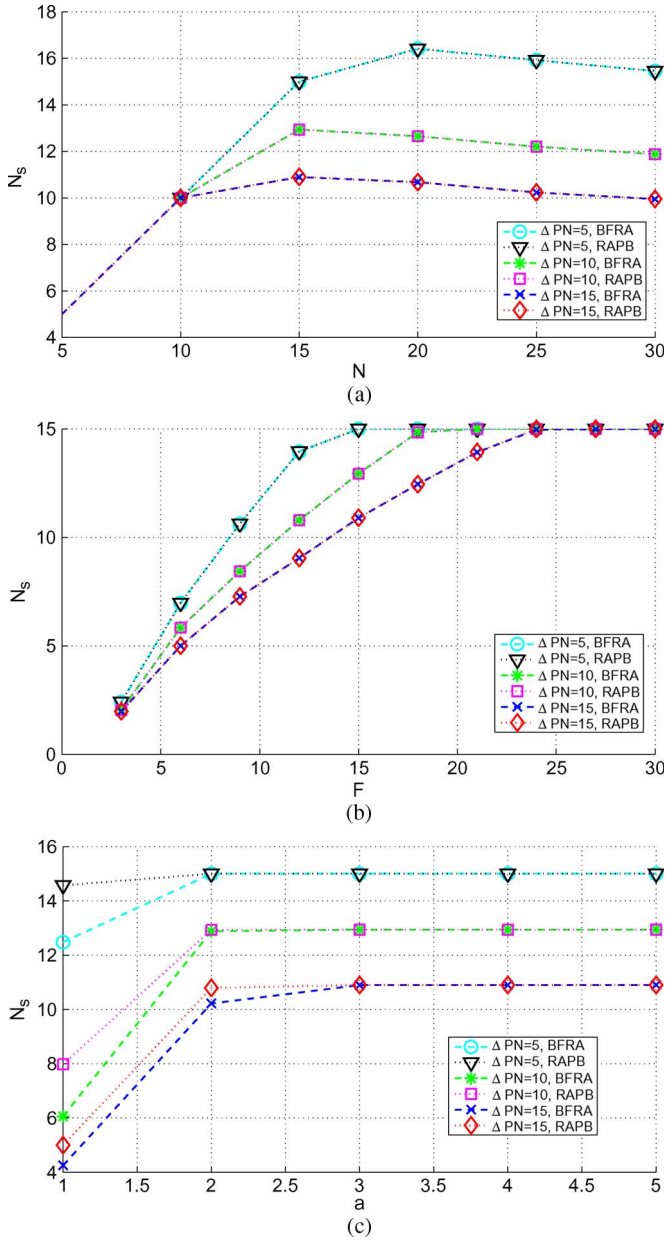 18
16
14
12
10
8
6
4
N_s
5 10 15 20 25 30
N
Δ PN=5, BFRA
Δ PN=5, RAPB
Δ PN=10, BFRA
Δ PN=10, RAPB
Δ PN=15, BFRA
Δ PN=15, RAPB
(a)
15
10
5
0
N_s
0 5 10 15 20 25 30
F
Δ PN=5, BFRA
Δ PN=5, RAPB
Δ PN=10, BFRA
Δ PN=10, RAPB
Δ PN=15, BFRA
Δ PN=15, RAPB
(b)
16
14
12
10
8
6
4
N_s
1 1.5 2 2.5 3 3.5 4 4.5 5
a
Δ PN=5, BFRA
Δ PN=5, RAPB
Δ PN=10, BFRA
Δ PN=10, RAPB
Δ PN=15, BFRA
Δ PN=15, RAPB
(c)